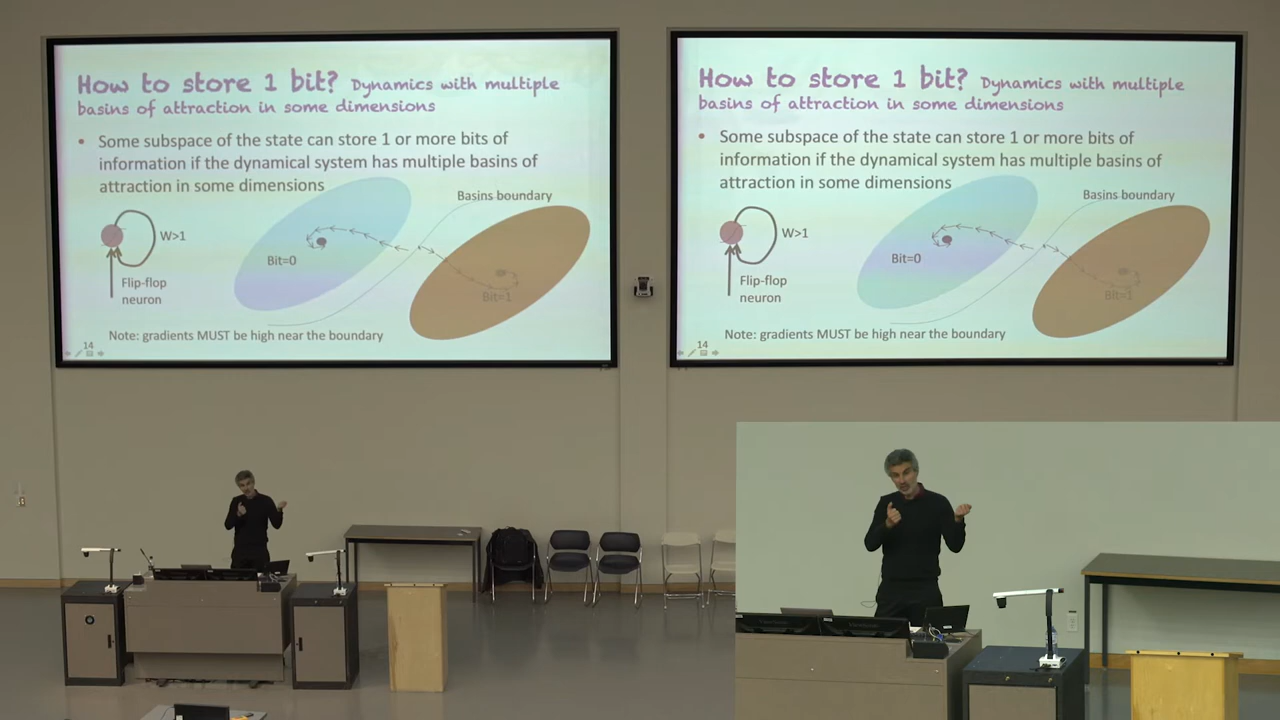 How to store 1 bit? Dynamics with multiple
basins of attraction in some dimensions
• Some subspace of the state can store 1 or more bits of
information if the dynamical system has multiple basins of
attraction in some dimensions
Basins boundary
W>1
Bit=0
Flip-flop
neuron
Bit=1
Note: gradients MUST be high near the boundary
14
How to store 1 bit? Dynamics with multiple
basins of attraction in some dimensions
• Some subspace of the state can store 1 or more bits of
information if the dynamical system has multiple basins of
attraction in some dimensions
Basins boundary
W>1
Bit=0
Flip-flop
neuron
Bit=1
Note: gradients MUST be high near the boundary
14